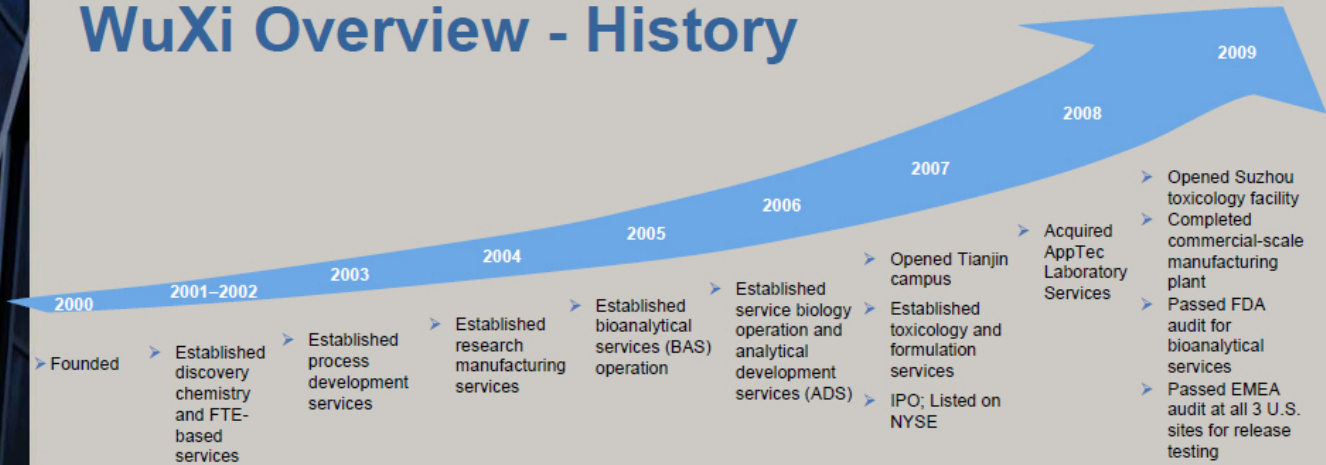 WuXi Overview - History
2000
2001–2002
2003
2004
2005
2006
2007
2008
2009
➢ Founded
➢ Established
discovery
chemistry
and FTE-
based
services
➢ Established
process
development
services
➢ Established
research
manufacturing
services
➢ Established
bioanalytical
services (BAS)
operation
➢ Established
service biology
operation and
analytical
development
services (ADS)
➢ Opened Tianjin
campus
➢ Established
toxicology and
formulation
services
➢ IPO; Listed on
NYSE
➢ Acquired
AppTec
Laboratory
Services
➢ Opened Suzhou
toxicology facility
➢ Completed
commercial-scale
manufacturing
plant
➢ Passed FDA
audit for
bioanalytical
services
➢ Passed EMEA
audit at all 3 U.S.
sites for release
testing